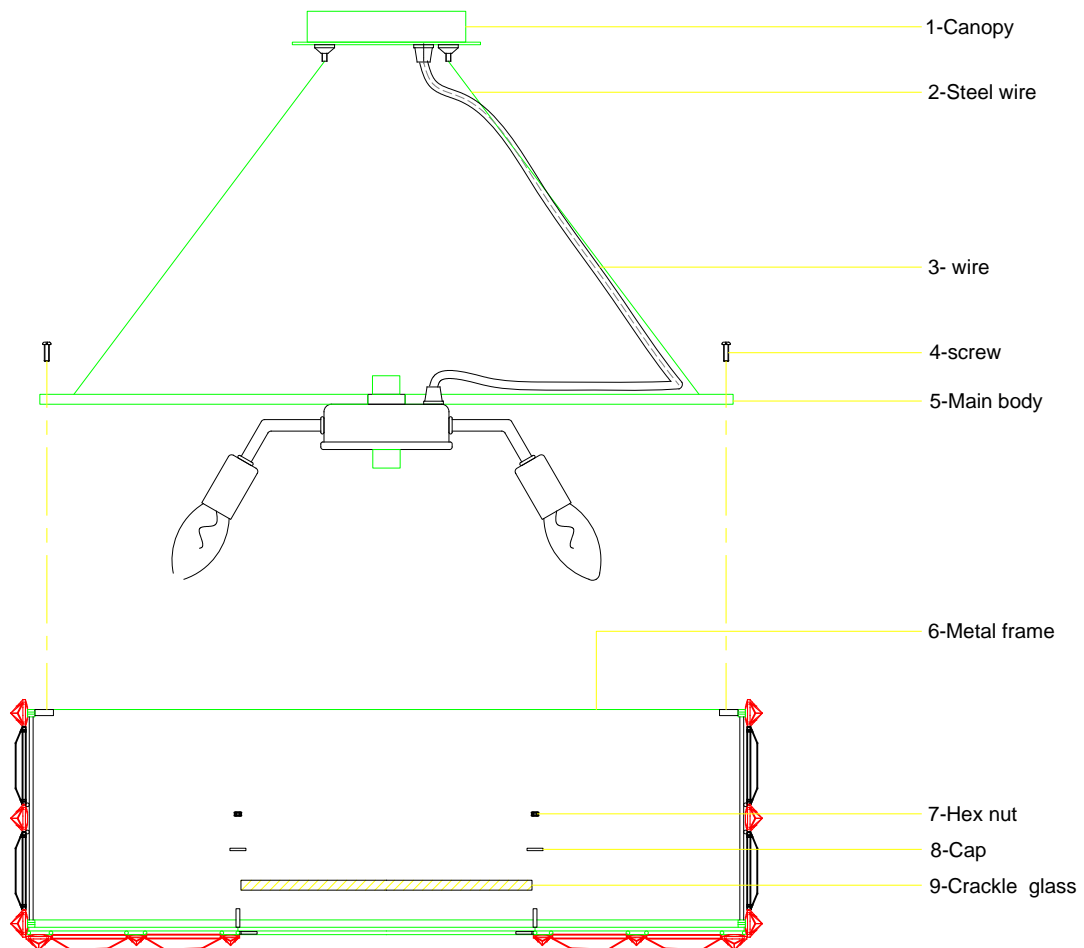 1-Canopy
2-Steel wire
3- wire
4-screw
5-Main body
6-Metal frame
7-Hex nut
8-Cap
9-Crackle  glass